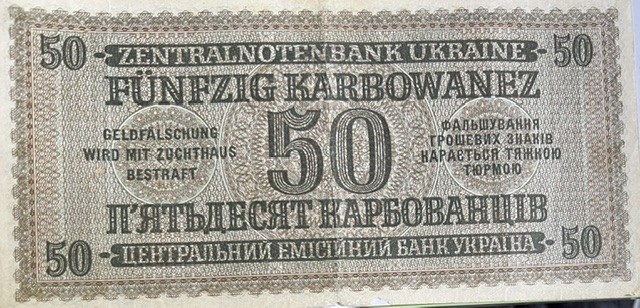 50 - ZENTRALNOTENBANK UKRAINE - 50
FÜNFZIG KARBOWANEZ
GELDFÄLSCHUNG
WIRD MIT ZUCHTHAUS
BESTRAFT
50
ФАЛЬШУВАННЯ
ГРОШЕВИХ ЗНАКІВ
КАРАЄТЬСЯ ТЯЖКОЮ
ТЮРМОЮ
П'ЯТЬДЕСЯТ КАРБОВАНЦІВ
50 - ЦЕНТРАЛЬНИЙ ЕМІСІЙНИЙ БАНК УКРАЇНА - 50